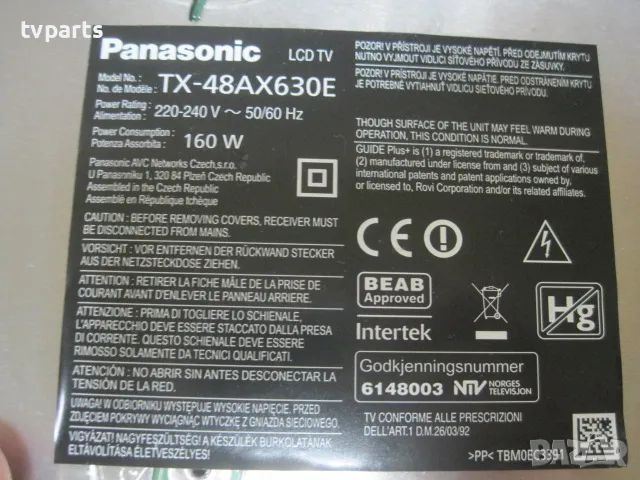 tvparts
Panasonic LCD TV
Model No. :
No. de Modèle : TX-48AX630E
Power Rating :
Alimentation : 220-240 V ~ 50/60 Hz
Power Consumption :
Potenza Assorbita : 160 W
Panasonic AVC Networks Czech,s.r.o.
U Panasoniku 1, 320 84 Plzeň Czech Republic
Assembled in the Czech Republic
Assemblé en République tchèque
CAUTION : BEFORE REMOVING COVERS, RECEIVER MUST
BE DISCONNECTED FROM MAINS.
VORSICHT : VOR ENTFERNEN DER RÜCKWAND STECKER
AUS DER NETZSTECKDOSE ZIEHEN.
ATTENTION : RETIRER LA FICHE MÂLE DE LA PRISE DE
COURANT AVANT D'ENLEVER LE PANNEAU ARRIERE.
ATTENZIONE : PRIMA DI TOGLIERE LO SCHIENALE,
L'APPARECCHIO DEVE ESSERE STACCATO DALLA PRESA
DI CORRENTE. QUESTO SCHIENALE DEVE ESSERE
RIMOSSO SOLAMENTE DA TECNICI QUALIFICATI.
ATENCIÓN : NO ABRIR SIN ANTES DESCONECTAR LA
TENSIÓN DE LA RED.
UWAGA! W ODBIORNIKU WYSTĘPUJE WYSOKIE NAPIĘCIE. PRZED
ZDJĘCIEM POKRYWY WYCIĄGNĄĆ WTYCZKĘ Z GNIAZDA SIECIOWEGO.
VIGYÁZAT! NAGYFESZÜLTSÉG! A KÉSZÜLÉK BURKOLATÁNAK
ELTÁVOLÍTÁSA ÉLETVESZÉLYES!
POZOR! V PŘÍSTROJI JE VYSOKÉ NAPĚTÍ. PŘED ODEJMUTÍM KRYTU
NUTNO VYJMOUT VIDLICI SÍŤOVÉHO PŘÍVODU ZE ZÁSUVKY.
POZOR! V PRÍSTROJI JE VYSOKÉ NAPÄTIE. PRED ODSTRÁNENÍM KRYTU
JE POTREBNÉ VYTIAHNUŤ VIDLICU SIEŤOVÉHO PRÍVODU.
THOUGH SURFACE OF THE UNIT MAY FEEL WARM DURING
OPERATION, THIS CONDITION IS NORMAL.
GUIDE Plus+ is (1) a registered trademark or trademark of,
(2) manufactured under license from and (3) subject of various
international patents and patent applications owned by,
or licensed to, Rovi Corporation and/or its related affiliates.
CE
BEAB
Approved
Intertek
Hg
Godkjenningsnummer
6148003 NTV NORGES
TELEVISJON
TV CONFORME ALLE PRESCRIZIONI
DELL'ART.1 D.M.26/03/92
>PP< TBM0EC3391
BAZAR